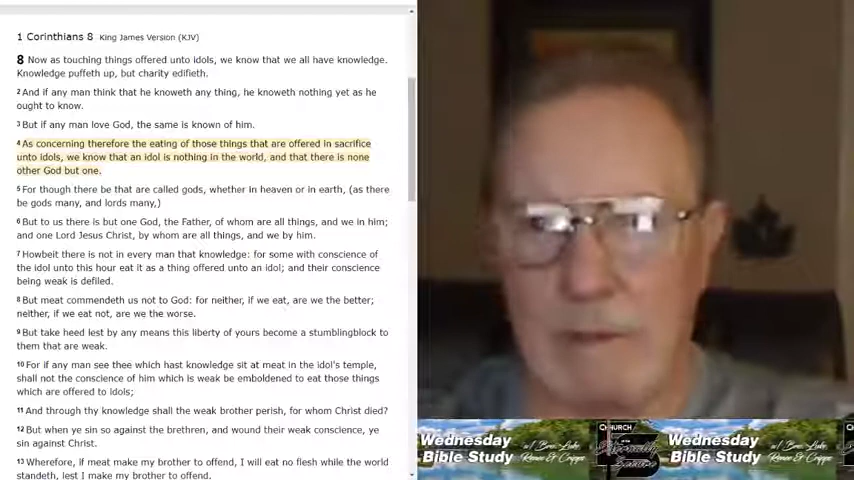 1 Corinthians 8 King James Version (KJV)
8 Now as touching things offered unto idols, we know that we all have knowledge.
Knowledge puffeth up, but charity edifieth.
2 And if any man think that he knoweth any thing, he knoweth nothing yet as he
ought to know.
3 But if any man love God, the same is known of him.
4 As concerning therefore the eating of those things that are offered in sacrifice
unto idols, we know that an idol is nothing in the world, and that there is none
other God but one.
5 For though there be that are called gods, whether in heaven or in earth, (as there
be gods many, and lords many,)
6 But to us there is but one God, the Father, of whom are all things, and we in him;
and one Lord Jesus Christ, by whom are all things, and we by him.
7 Howbeit there is not in every man that knowledge: for some with conscience of
the idol unto this hour eat it as a thing offered unto an idol; and their conscience
being weak is defiled.
8 But meat commendeth us not to God: for neither, if we eat, are we the better;
neither, if we eat not, are we the worse.
9 But take heed lest by any means this liberty of yours become a stumblingblock to
them that are weak.
10 For if any man see thee which hast knowledge sit at meat in the idol's temple,
shall not the conscience of him which is weak be emboldened to eat those things
which are offered to idols;
11 And through thy knowledge shall the weak brother perish, for whom Christ died?
12 But when ye sin so against the brethren, and wound their weak conscience, ye
sin against Christ.
13 Wherefore, if meat make my brother to offend, I will eat no flesh while the world
standeth, lest I make my brother to offend.
Wednesday
Bible Study
w/ Bro. Luke,
Renee & Cripps
CHURCH
Eternally
Secure
Wednesday
Bible Study
w/ Bro. Luke,
Renee & Cripps